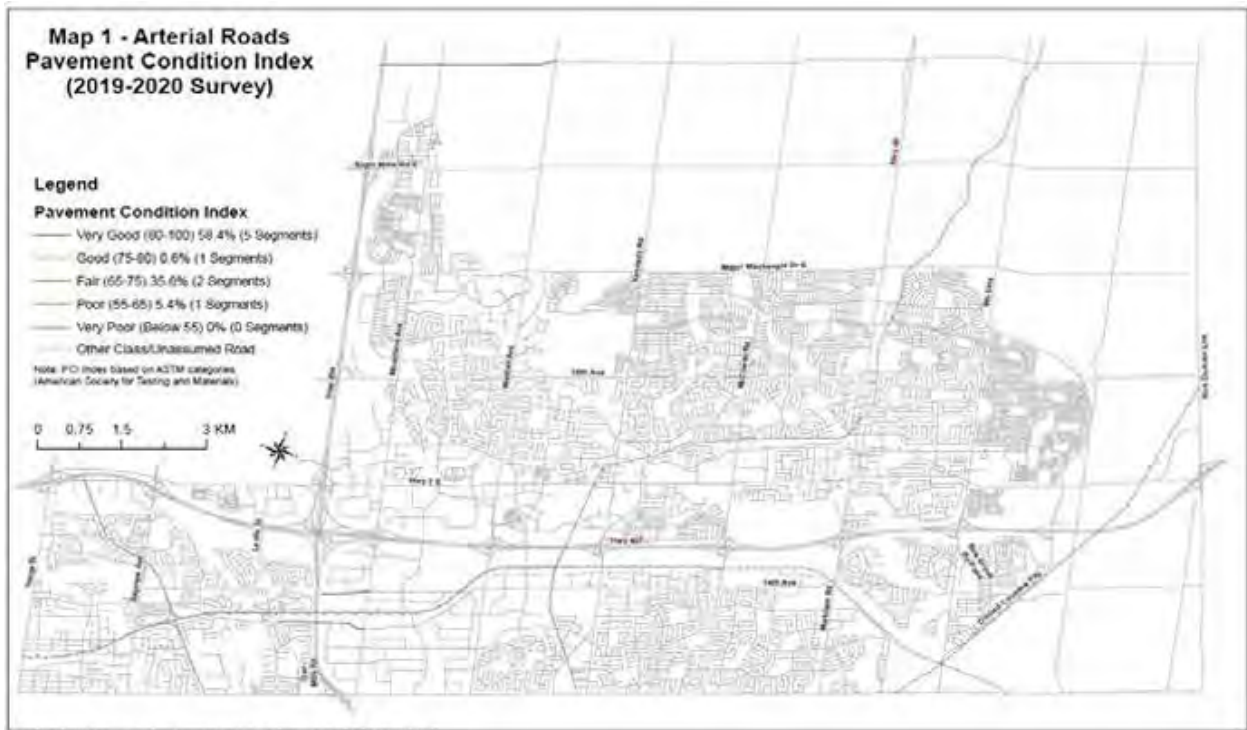 Map 1 - Arterial Roads
Pavement Condition Index
(2019-2020 Survey)
Legend
Pavement Condition Index
Very Good (80-100) 58.4% (5 Segments)
Good (75-80) 0.6% (1 Segments)
Fair (65-75) 35.6% (2 Segments)
Poor (55-65) 5.4% (1 Segments)
Very Poor (Below 55) 0% (0 Segments)
Other Class/Unassumed Road
Note: PCI Index based on ASTM categories
(American Society for Testing and Materials)
0 0.75 1.5 3 KM
Hwy 48
Kennedy Rd
Major Mackenzie Dr E
9th Line
Woodbine Ave
Warden Ave
McCowan Rd
16th Ave
Hwy 404
Hwy 7 E
Leslie St
Hwy 407
14th Ave
Yonge St
Bayview Ave
Markham Rd
Donald Cousens Pky